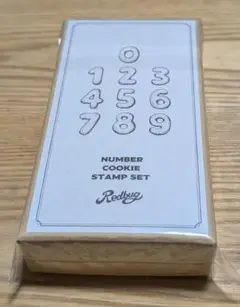 0
1 2 3
4 5 6
7 8 9
NUMBER
COOKIE
STAMP SET
Redbug